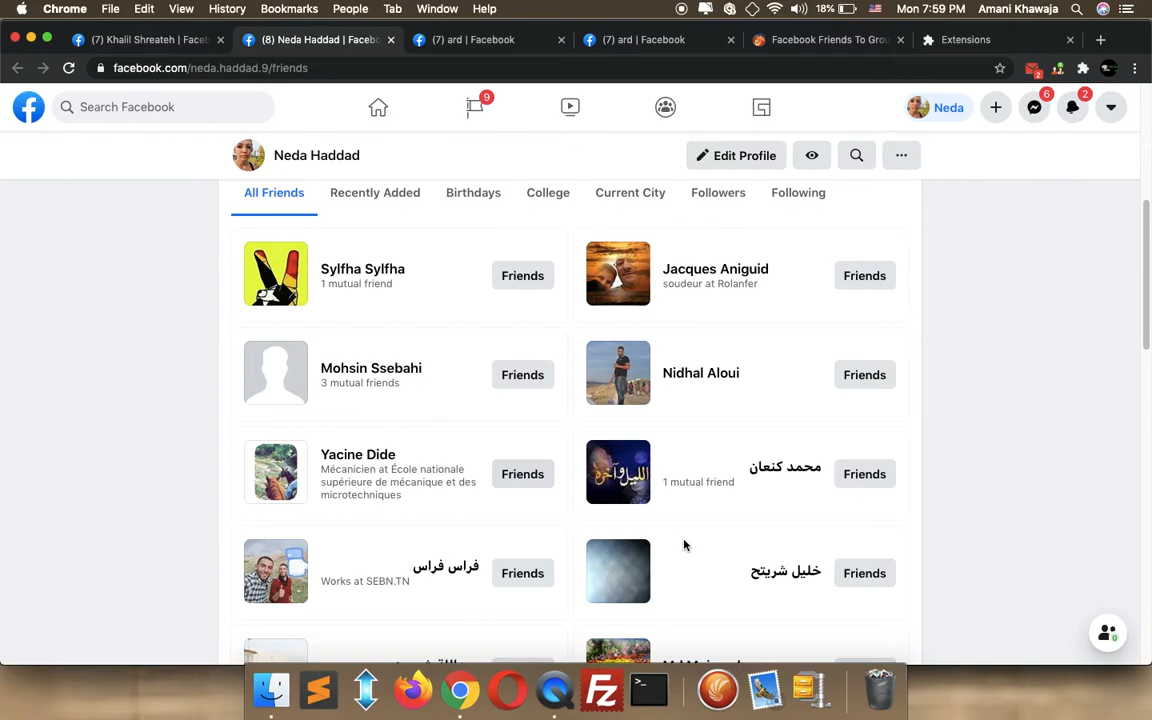 Chrome File Edit View History Bookmarks People Tab Window Help 18% Mon 7:59 PM Amani Khawaja
(7) Khalil Shreateh | Faceb (8) Neda Haddad | Facebo (7) ard | Facebook (7) ard | Facebook Facebook Friends To Grou Extensions
facebook.com/neda.haddad.9/friends 2
Search Facebook 9 Neda 6 2
Neda Haddad Edit Profile
All Friends Recently Added Birthdays College Current City Followers Following
Sylfha Sylfha
1 mutual friend
Friends
Jacques Aniguid
soudeur at Rolanfer
Friends
Mohsin Ssebahi
3 mutual friends
Friends
Nidhal Aloui
Friends
Yacine Dide
Mécanicien at École nationale
supérieure de mécanique et des
microtechniques
Friends
الليل وآخره
محمد كنعان
1 mutual friend
Friends
فراس فراس
Works at SEBN.TN
Friends
خليل شريتح
Friends
0